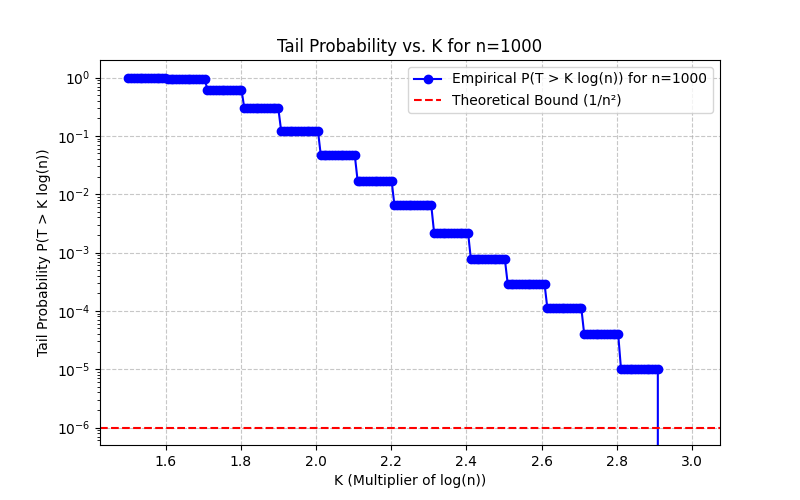 Tail Probability vs. K for n=1000
Empirical P(T > K log(n)) for n=1000
Theoretical Bound (1/n²)
Tail Probability P(T > K log(n))
10⁰
10⁻¹
10⁻²
10⁻³
10⁻⁴
10⁻⁵
10⁻⁶
1.6 1.8 2.0 2.2 2.4 2.6 2.8 3.0
K (Multiplier of log(n))